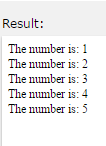 Result:
The number is: 1
The number is: 2
The number is: 3
The number is: 4
The number is: 5